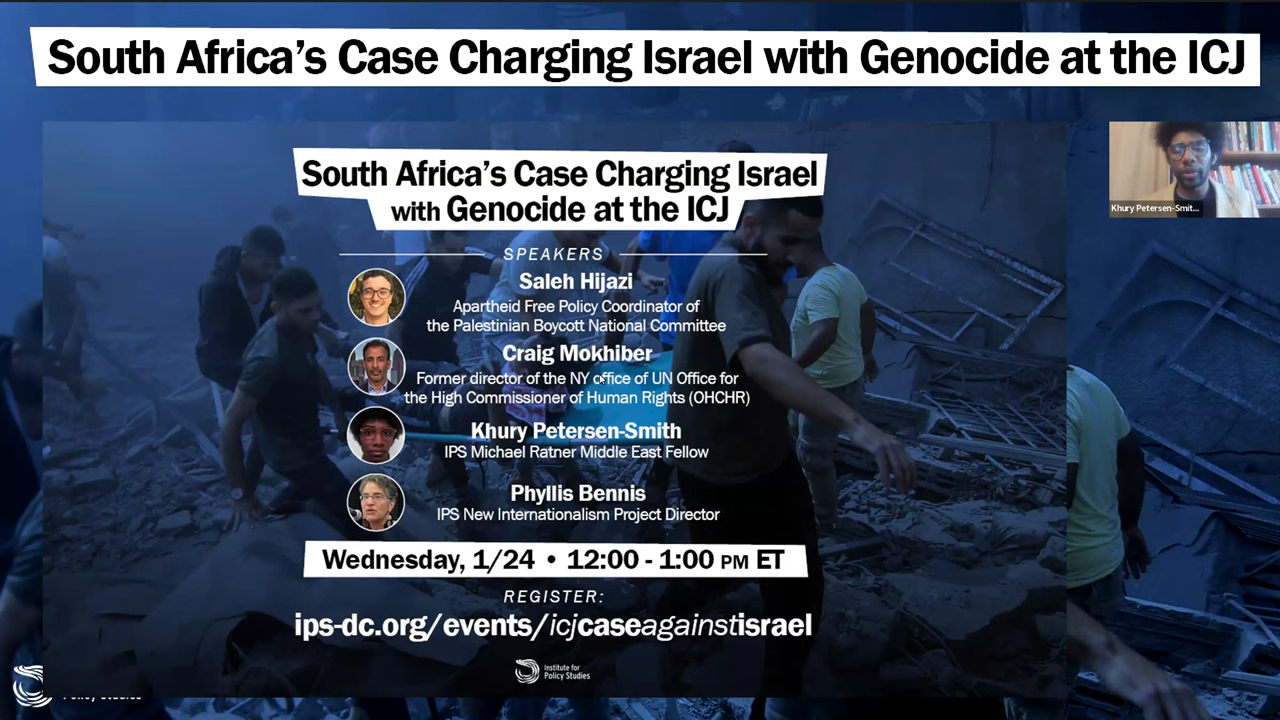 South Africa's Case Charging Israel with Genocide at the ICJ
Khury Petersen-Smit...
South Africa's Case Charging Israel
with Genocide at the ICJ
SPEAKERS
Saleh Hijazi
Apartheid Free Policy Coordinator of
the Palestinian Boycott National Committee
Craig Mokhiber
Former director of the NY office of UN Office for
the High Commissioner of Human Rights (OHCHR)
Khury Petersen-Smith
IPS Michael Ratner Middle East Fellow
Phyllis Bennis
IPS New Internationalism Project Director
Wednesday, 1/24 • 12:00 - 1:00 PM ET
REGISTER:
ips-dc.org/events/icjcaseagainstisrael
Institute for
Policy Studies
Policy Studies